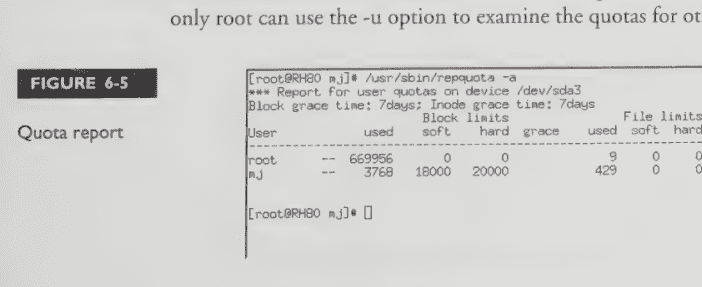 only root can use the -u option to examine the quotas for ot
FIGURE 6-5
Quota report
[root@RH80 mj]# /usr/sbin/repquota -a
*** Report for user quotas on device /dev/sda3
Block grace time: 7days; Inode grace time: 7days
Block limits File limits
User used soft hard grace used soft hard
----------------------------------------------------------------------
root -- 669956 0 0 9 0 0
mj -- 3768 18000 20000 429 0 0
[root@RH80 mj]#